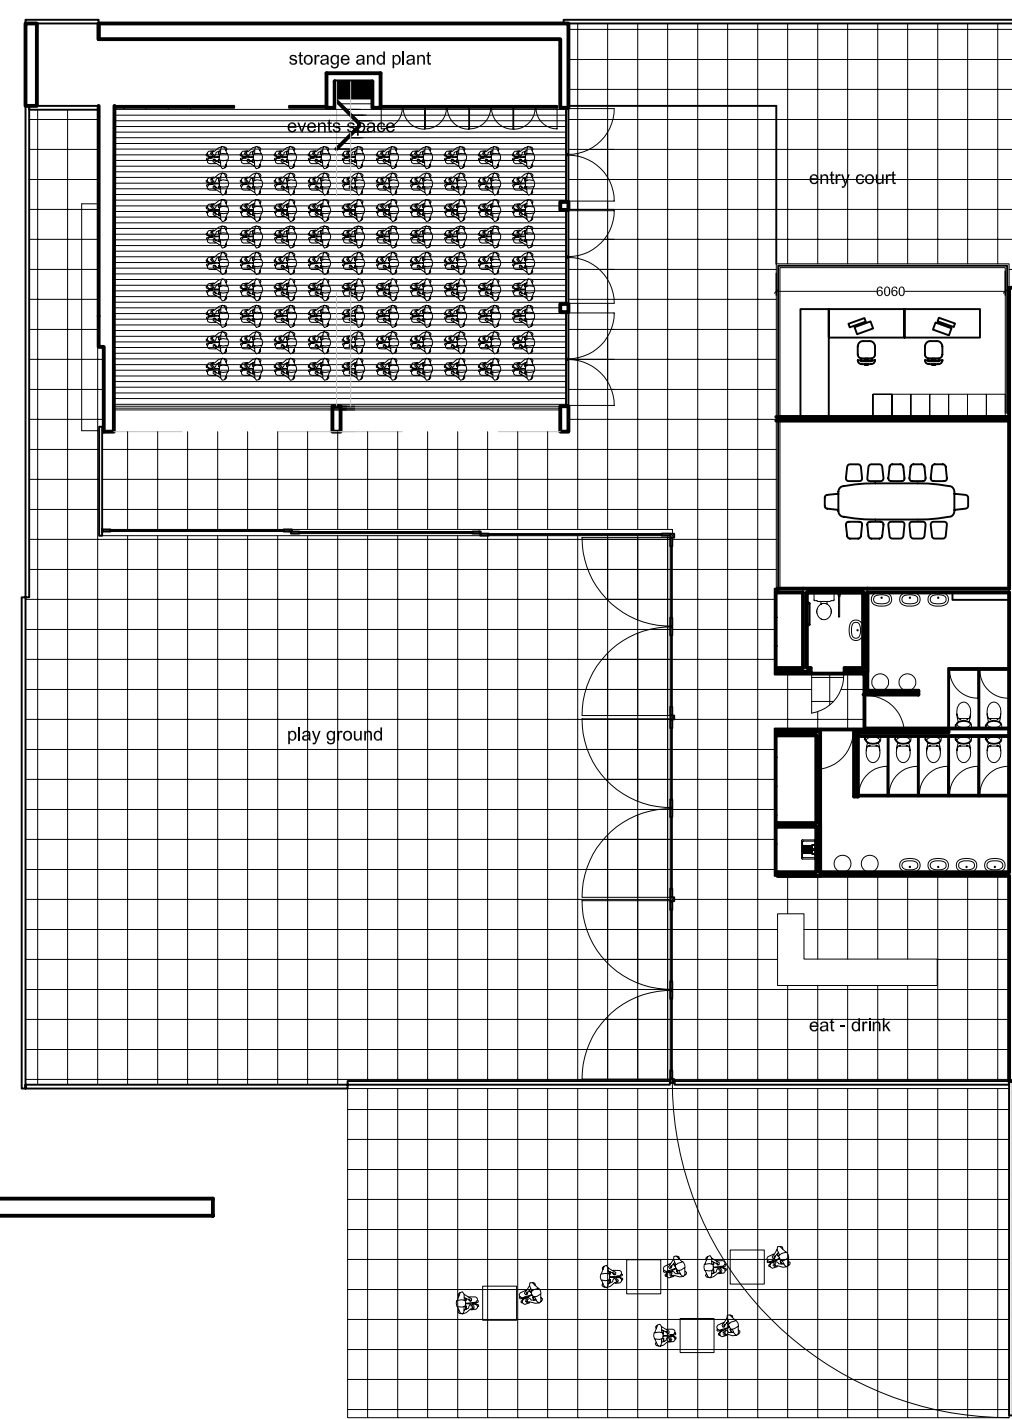 storage and plant
events space
entry court
6060
play ground
eat - drink